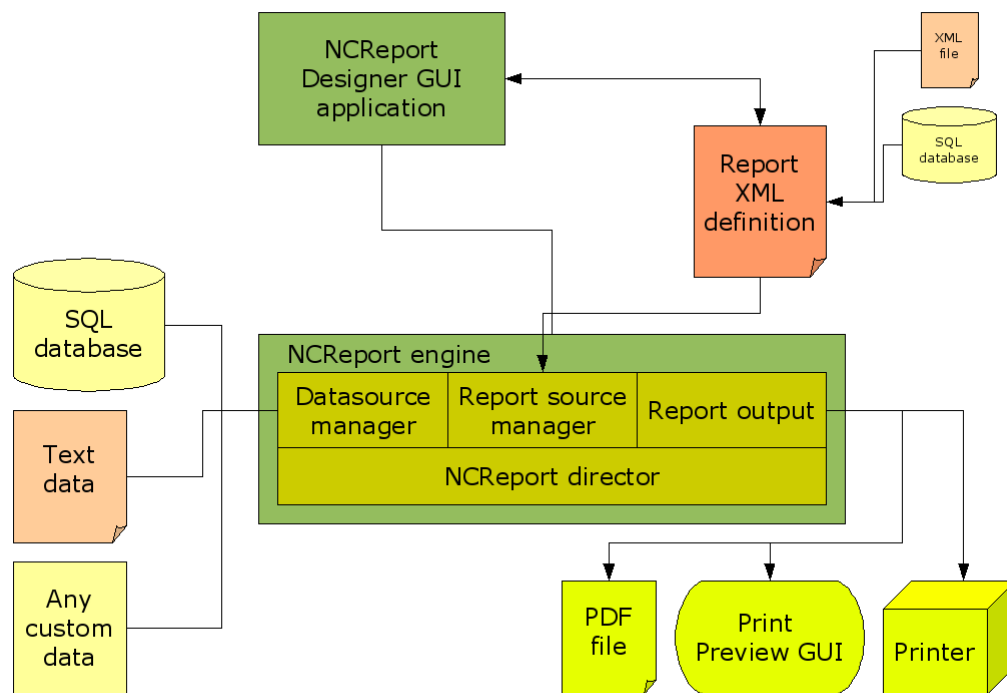 NCReport
Designer GUI
application
XML
file
SQL
database
Report
XML
definition
SQL
database
Text
data
Any
custom
data
NCReport engine
Datasource
manager
Report source
manager
Report output
NCReport director
PDF
file
Print
Preview GUI
Printer